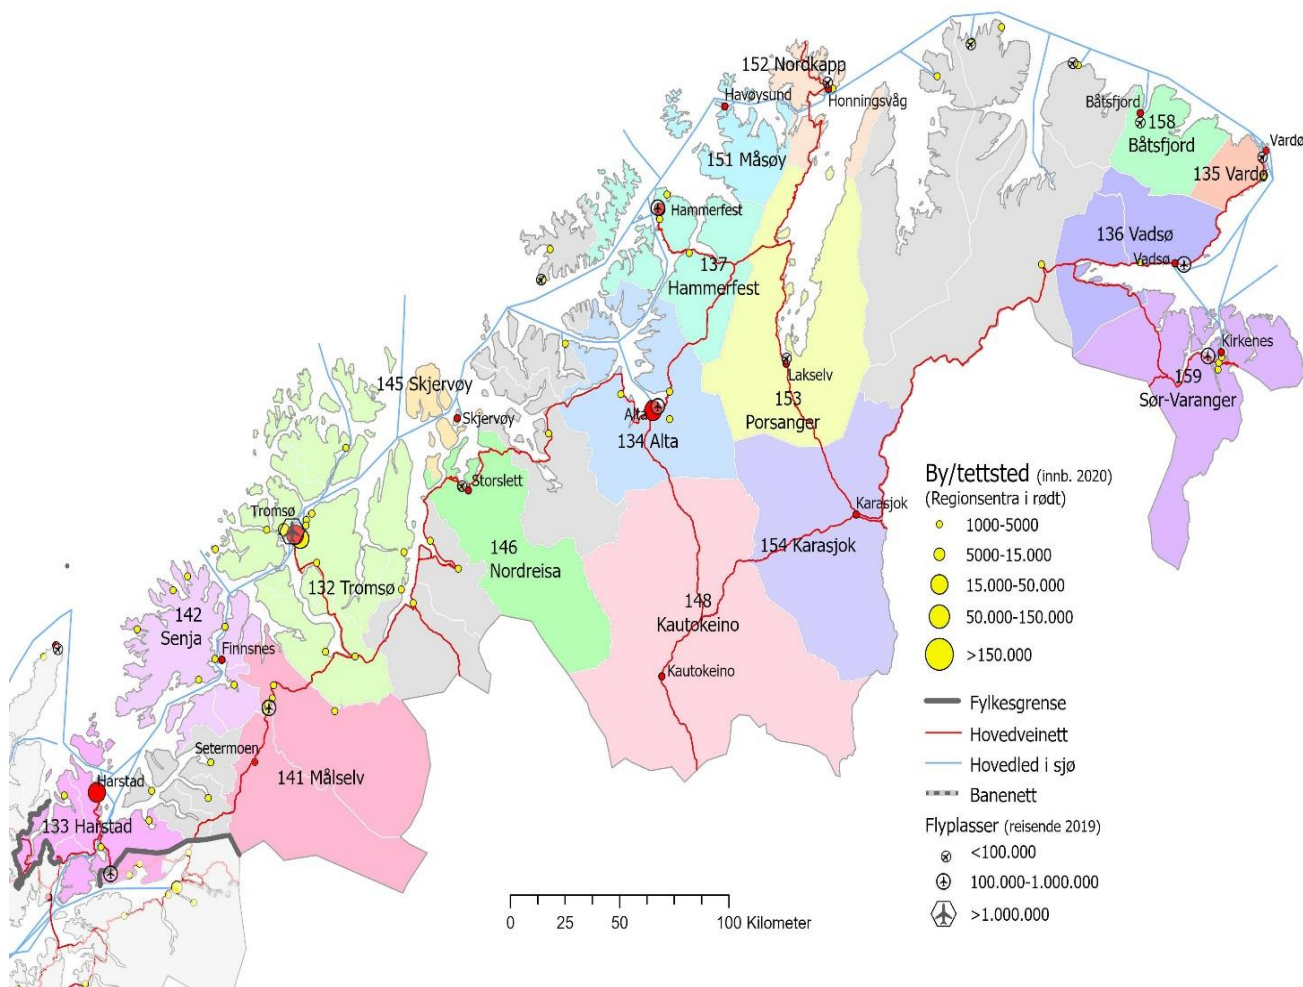 152 Nordkapp
Havøysund
Honningsvåg
Båtsfjord
158
Båtsfjord
Vardø
135 Vardø
151 Måsøy
Hammerfest
137
Hammerfest
136 Vadsø
Vadsø
Kirkenes
159
Sør-Varanger
Lakselv
153
Porsanger
145 Skjervøy
Skjervøy
Alta
134 Alta
Storslett
146
Nordreisa
Karasjok
154 Karasjok
Tromsø
132 Tromsø
148
Kautokeino
Kautokeino
142
Senja
Finnsnes
Setermoen
141 Målselv
Harstad
133 Harstad
By/tettsted (innb. 2020)
(Regionsentra i rødt)
1000-5000
5000-15.000
15.000-50.000
50.000-150.000
>150.000
Fylkesgrense
Hovedveinett
Hovedled i sjø
Banenett
Flyplasser (reisende 2019)
<100.000
100.000-1.000.000
>1.000.000
0 25 50 100 Kilometer